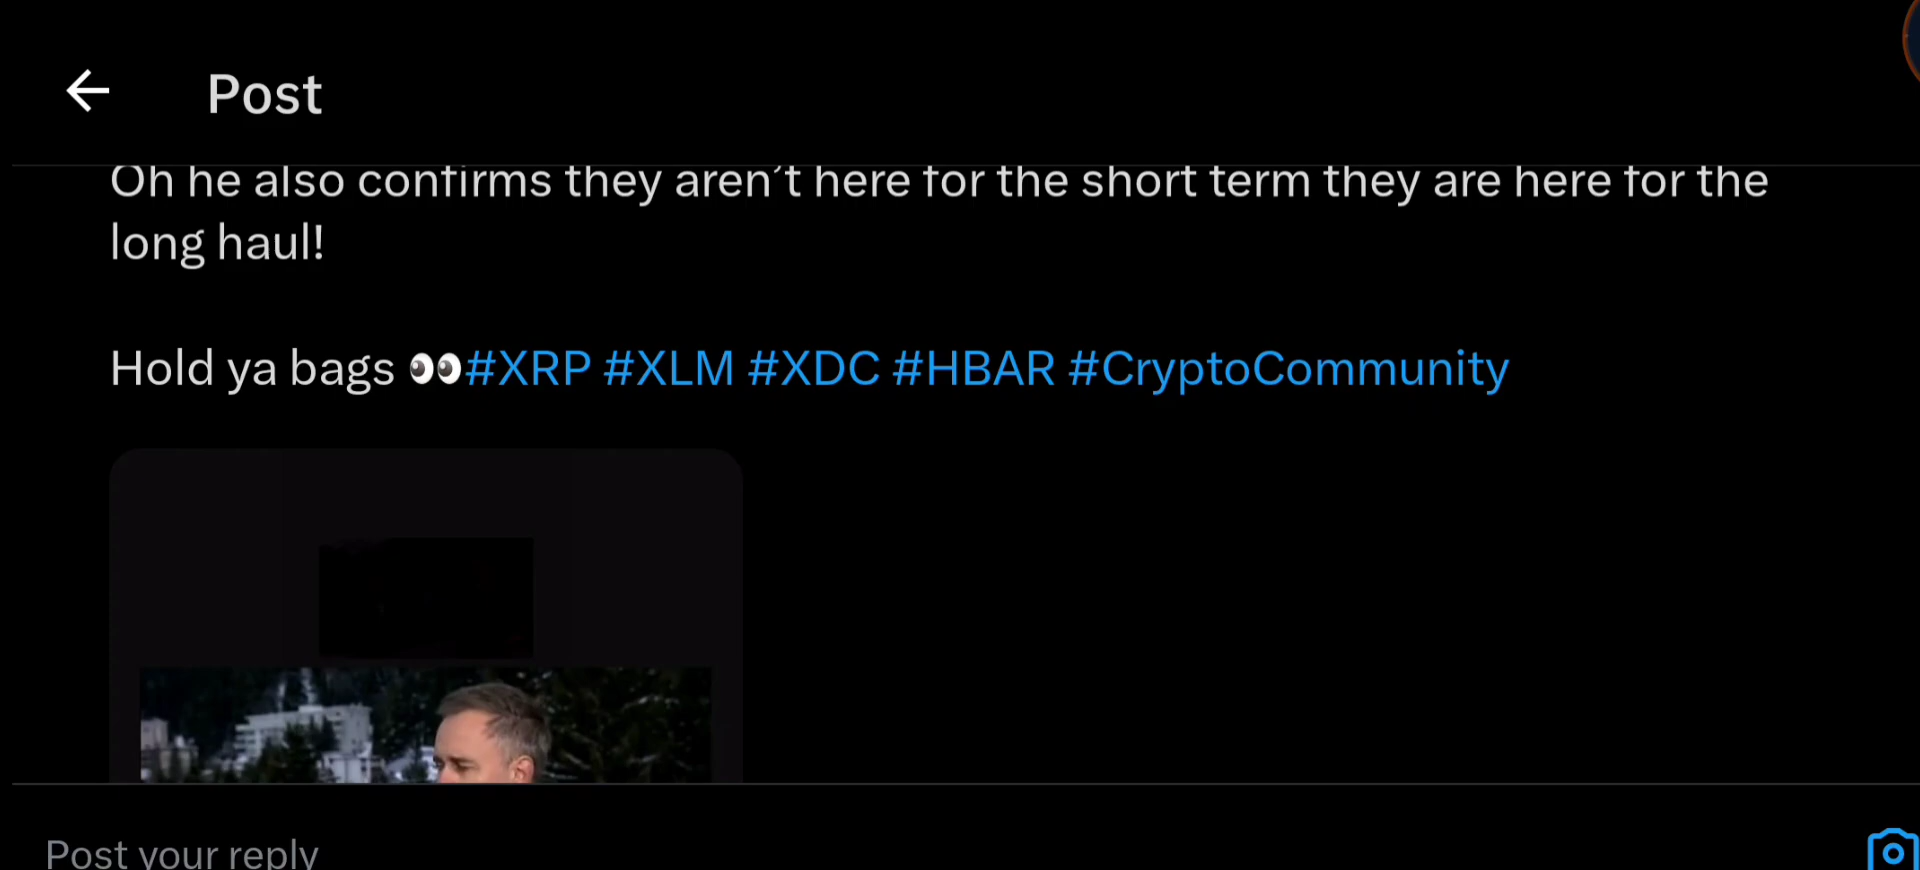 Post
Oh he also confirms they aren’t here for the short term they are here for the
long haul!
Hold ya bags 👀#XRP #XLM #XDC #HBAR #CryptoCommunity
Post your reply